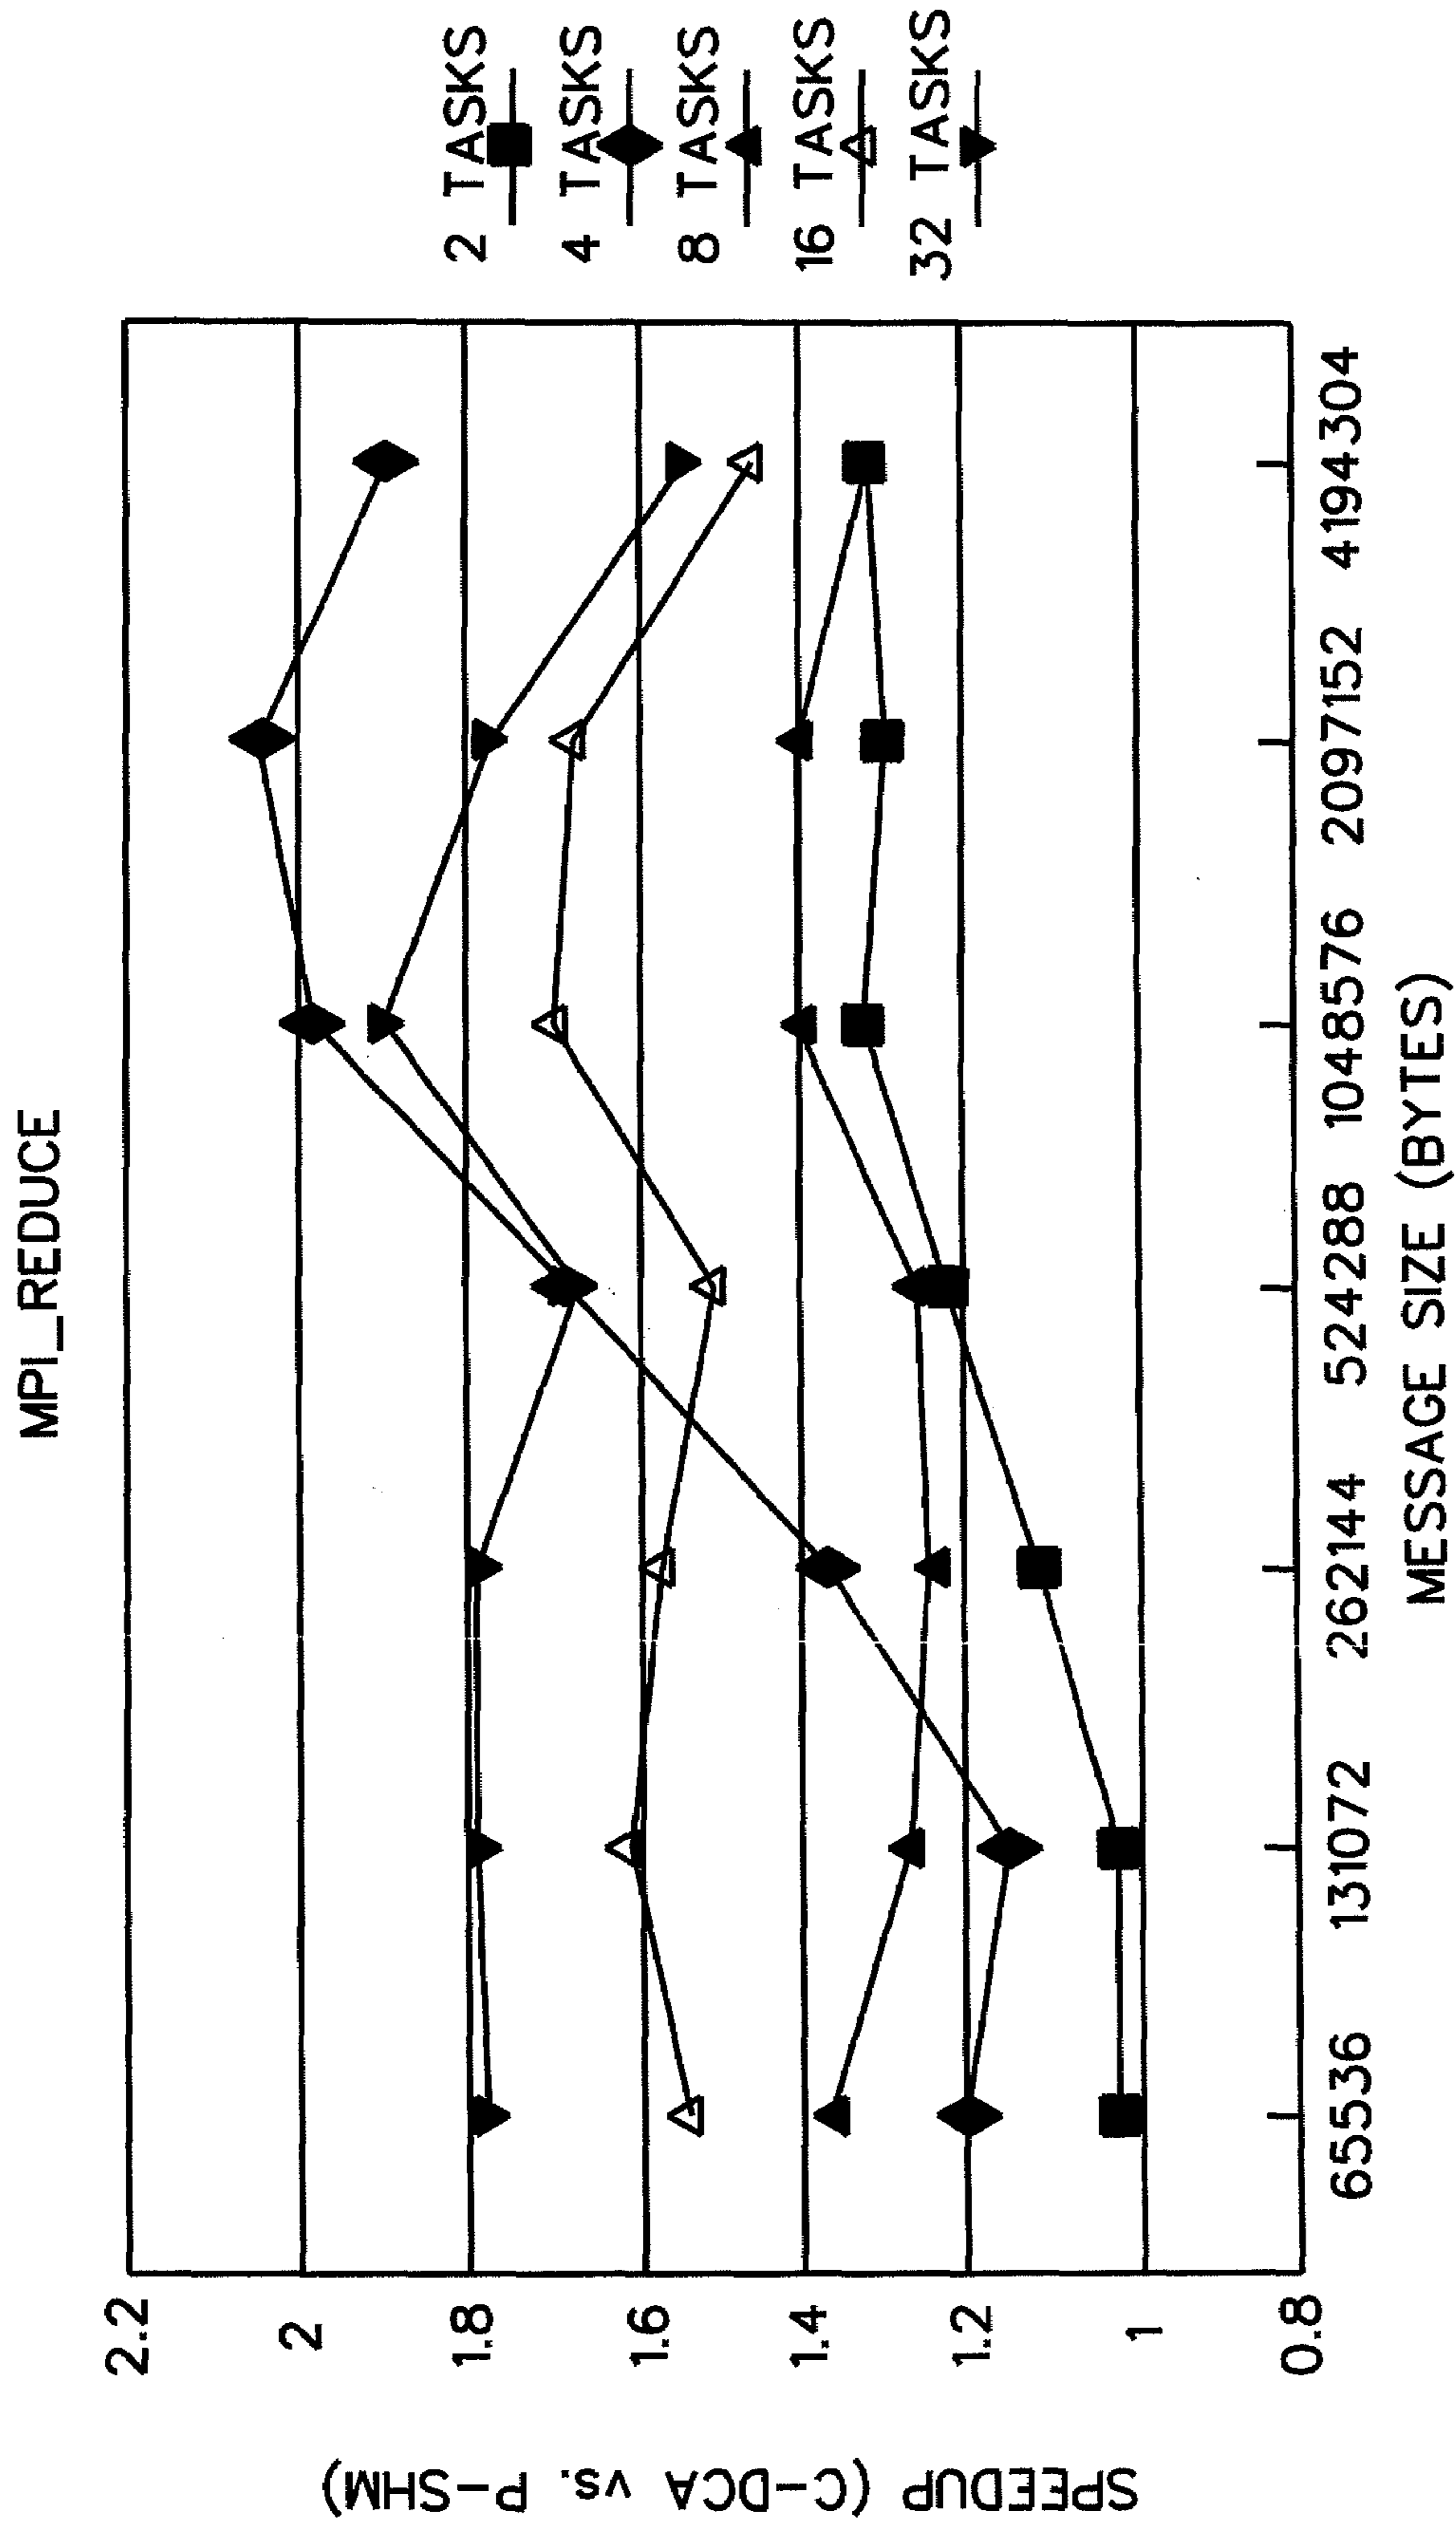 MPI_REDUCE
2 TASKS
4 TASKS
8 TASKS
16 TASKS
32 TASKS
2.2
2
1.8
1.6
1.4
1.2
1
0.8
SPEEDUP (C-DCA vs. P-SHM)
65536 131072 262144 524288 1048576 2097152 4194304
MESSAGE SIZE (BYTES)